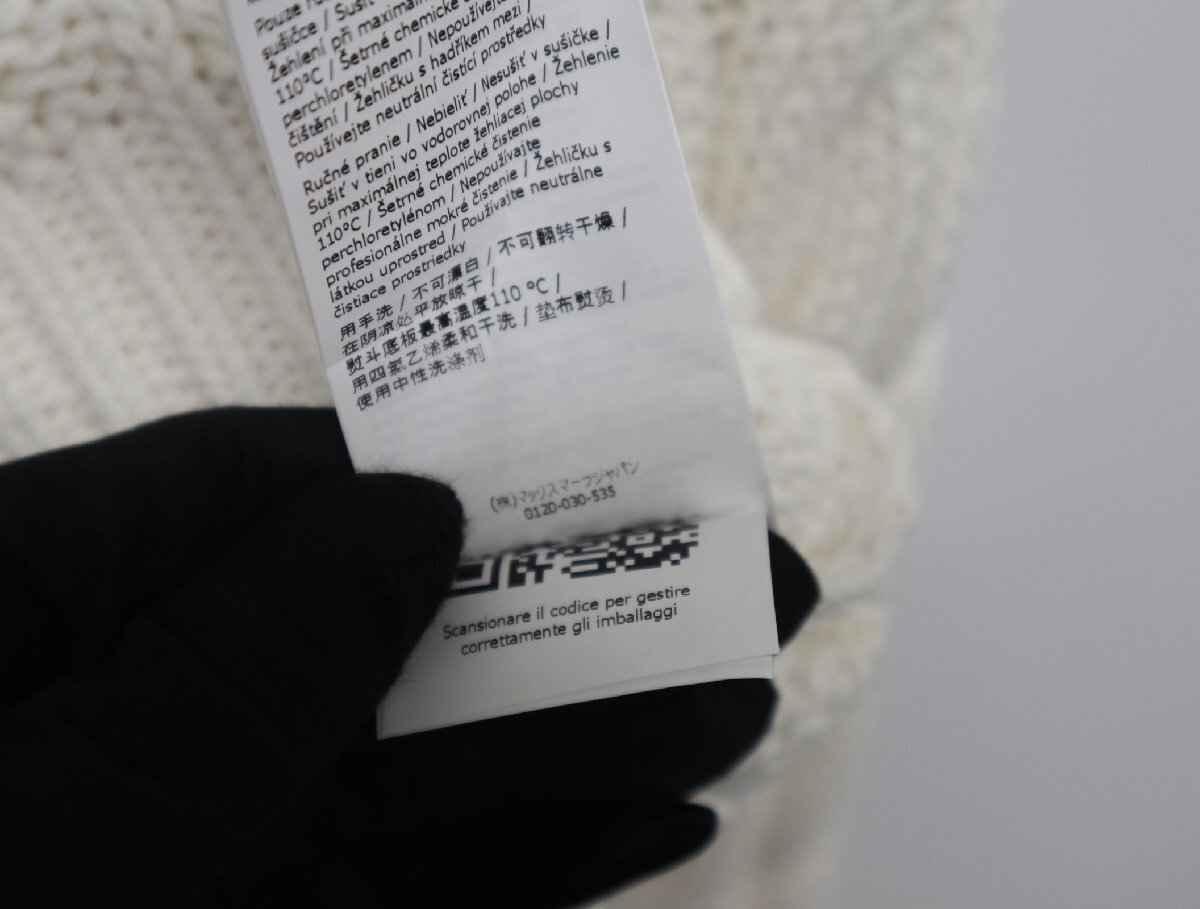 Pouze
sušičce / Sušit
Žehlení při maximální
110°C / Šetrné chemické
perchloretylenem / Nepoužívejte
čištění / Žehličku s hadříkem mezi /
Používejte neutrální čisticí prostředky
Ručné pranie / Nebieliť / Nesušiť v sušičke /
Sušiť v tieni vo vodorovnej polohe / Žehlenie
pri maximálnej teplote žehliacej plochy
110°C / Šetrné chemické čistenie
perchloretylénom / Nepoužívajte
profesionálne mokré čistenie / Žehličku s
látkou uprostred / Používajte neutrálne
čistiace prostriedky
用手洗 / 不可漂白 / 不可翻转干燥 /
在阴凉处平放晾干 /
熨斗底板最高温度110 °C /
用四氯乙烯柔和干洗 / 垫布熨烫 /
使用中性洗涤剂
(株)マックスマーラジャパン
0120-030-535
Scansionare il codice per gestire
correttamente gli imballaggi